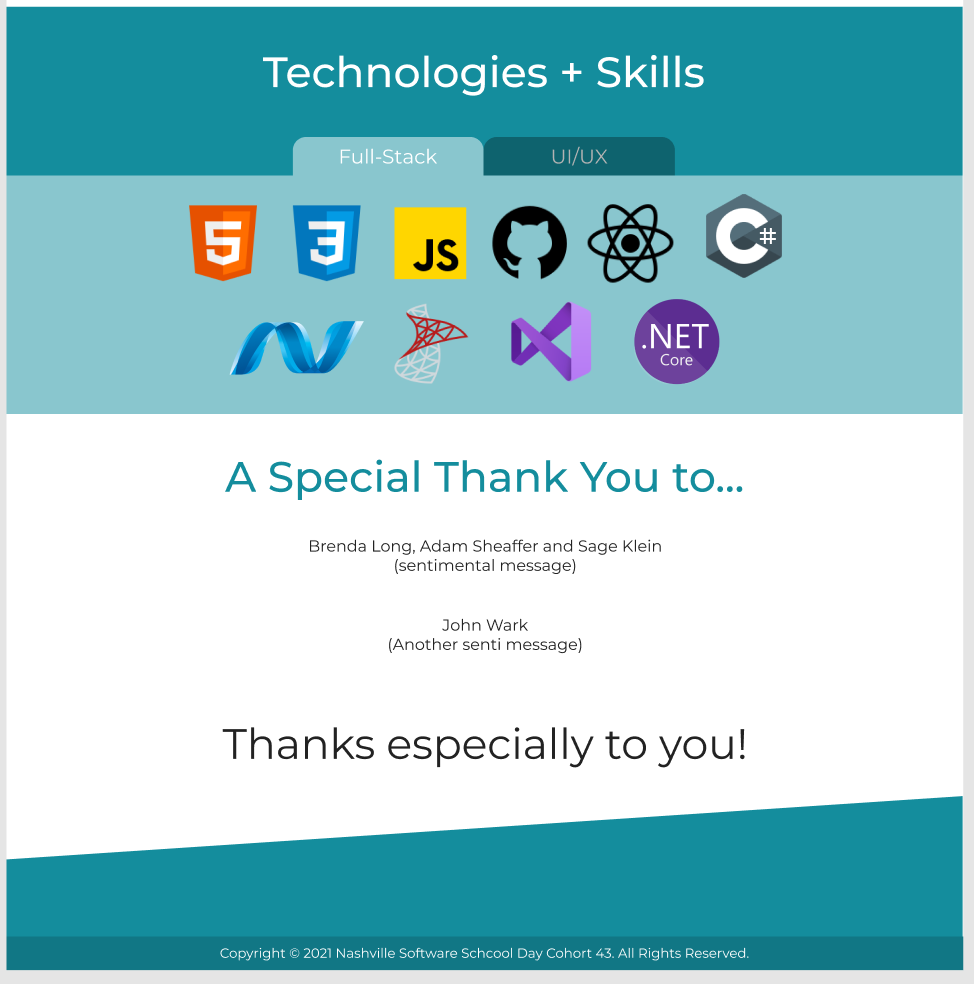 Technologies + Skills
Full-Stack
UI/UX
5
3
JS
C#
.NET
Core
A Special Thank You to...
Brenda Long, Adam Sheaffer and Sage Klein
(sentimental message)
John Wark
(Another senti message)
Thanks especially to you!
Copyright © 2021 Nashville Software Schcool Day Cohort 43. All Rights Reserved.